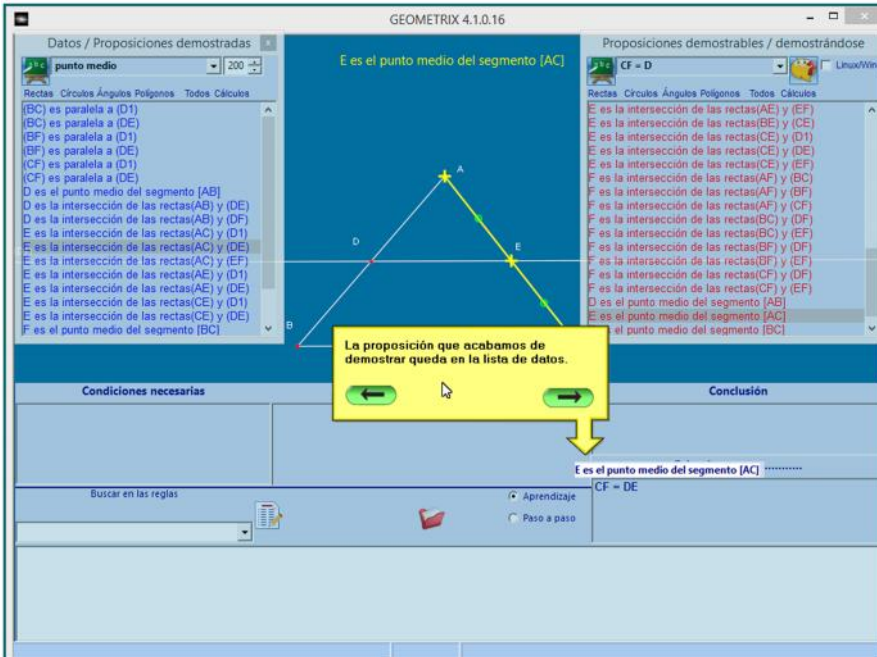 GEOMETRIX 4.1.0.16
Datos / Proposiciones demostradas
punto medio
200
Rectas Círculos Ángulos Polígonos Todos Cálculos
(BC) es paralela a (D1)
(BC) es paralela a (DE)
(BF) es paralela a (D1)
(BF) es paralela a (DE)
(CF) es paralela a (D1)
(CF) es paralela a (DE)
D es el punto medio del segmento [AB]
D es la intersección de las rectas(AB) y (DE)
D es la intersección de las rectas(AB) y (DF)
E es la intersección de las rectas(AC) y (D1)
E es la intersección de las rectas(AC) y (DE)
E es la intersección de las rectas(AC) y (EF)
E es la intersección de las rectas(AE) y (D1)
E es la intersección de las rectas(AE) y (DE)
E es la intersección de las rectas(CE) y (D1)
E es la intersección de las rectas(CE) y (DE)
F es el punto medio del segmento [BC]
E es el punto medio del segmento [AC]
A
D
E
B
Proposiciones demostrables / demostrándose
CF = D
Linux/Win
Rectas Círculos Ángulos Polígonos Todos Cálculos
E es la intersección de las rectas(AE) y (EF)
E es la intersección de las rectas(BE) y (CE)
E es la intersección de las rectas(CE) y (D1)
E es la intersección de las rectas(CE) y (DE)
E es la intersección de las rectas(CE) y (EF)
F es la intersección de las rectas(AF) y (BC)
F es la intersección de las rectas(AF) y (BF)
F es la intersección de las rectas(AF) y (CF)
F es la intersección de las rectas(BC) y (DF)
F es la intersección de las rectas(BC) y (EF)
F es la intersección de las rectas(BF) y (DF)
F es la intersección de las rectas(BF) y (EF)
F es la intersección de las rectas(CF) y (DF)
F es la intersección de las rectas(CF) y (EF)
D es el punto medio del segmento [AB]
E es el punto medio del segmento [AC]
es el punto medio del segmento [BC]
La proposición que acabamos de
demostrar queda en la lista de datos.
Condiciones necesarias
Conclusión
E es el punto medio del segmento [AC] ............
CF = DE
Buscar en las reglas
Aprendizaje
Paso a paso